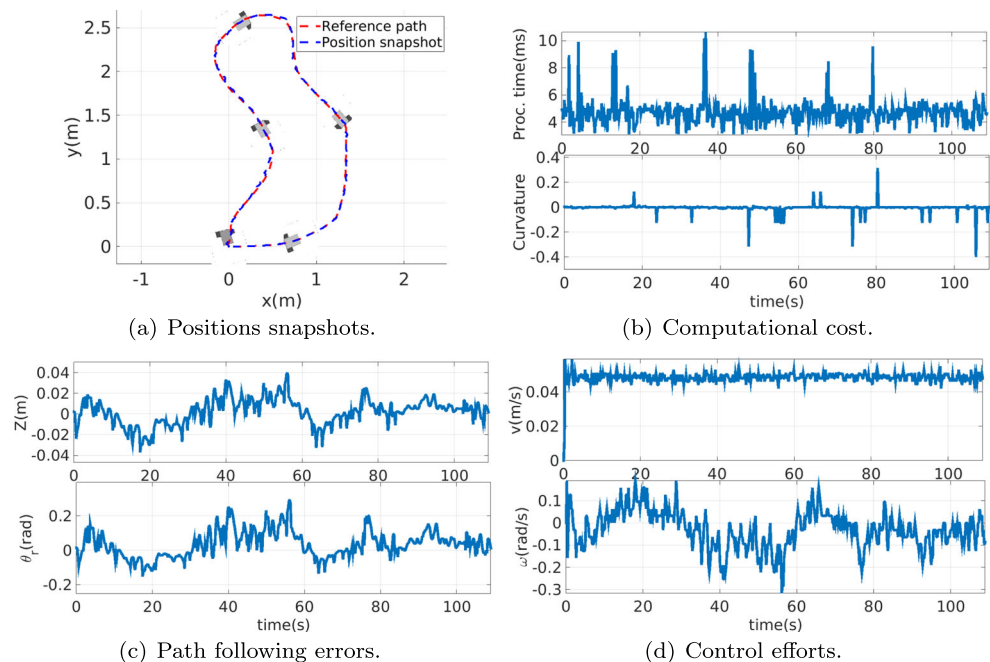 Reference path
Position snapshot
2.5
2
1.5
1
0.5
0
y(m)
-1 0 1 2
x(m)
(a) Positions snapshots.
10
8
6
4
Proc. time(ms)
0 20 40 60 80 100
0.4
0.2
0
-0.2
-0.4
Curvature
0 20 40 60 80 100
time(s)
(b) Computational cost.
0.04
0.02
0
-0.02
-0.04
Z(m)
0 20 40 60 80 100
0.2
0
-0.2
θr(rad)
0 20 40 60 80 100
time(s)
(c) Path following errors.
0.04
0.02
0
v(m/s)
0 20 40 60 80 100
0.1
0
-0.1
-0.2
-0.3
ω(rad/s)
0 20 40 60 80 100
time(s)
(d) Control efforts.